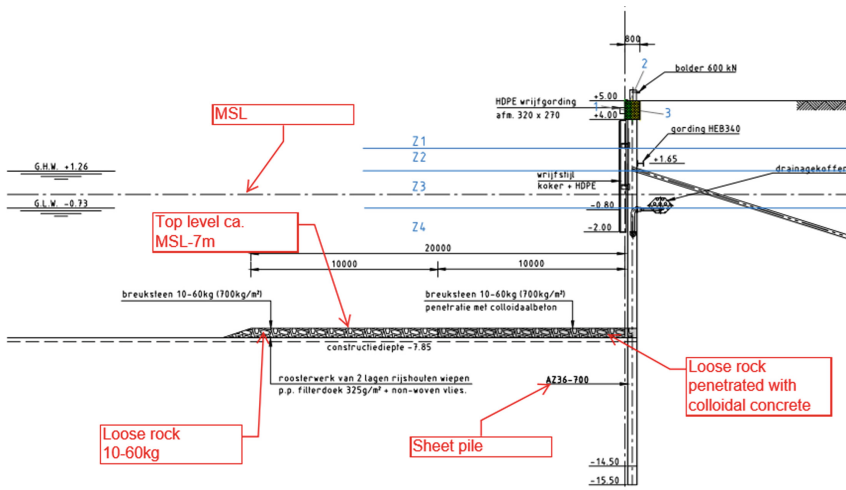 800
2
bolder 600 kN
+5.00
HDPE wrijfgording
1
afm. 320 x 270
+4.00
3
MSL
gording HEB340
Z1
Z2
+1.65
G.H.W. +1.26
drainagekoffer
wrijfstijl
koker + HDPE
Z3
G.L.W. -0.73
-0.80
Top level ca.
MSL-7m
Z4
-2.00
20000
10000
10000
breuksteen 10-60kg (700kg/m²)
breuksteen 10-60kg (700kg/m²)
penetratie met colloidaalbeton
constructiediepte -7.85
roosterwerk van 2 lagen rijshouten wiepen
p.p. filterdoek 325g/m² + non-woven vlies.
AZ36-700
Loose rock
penetrated with
colloidal concrete
Loose rock
10-60kg
Sheet pile
-14.50
-15.50